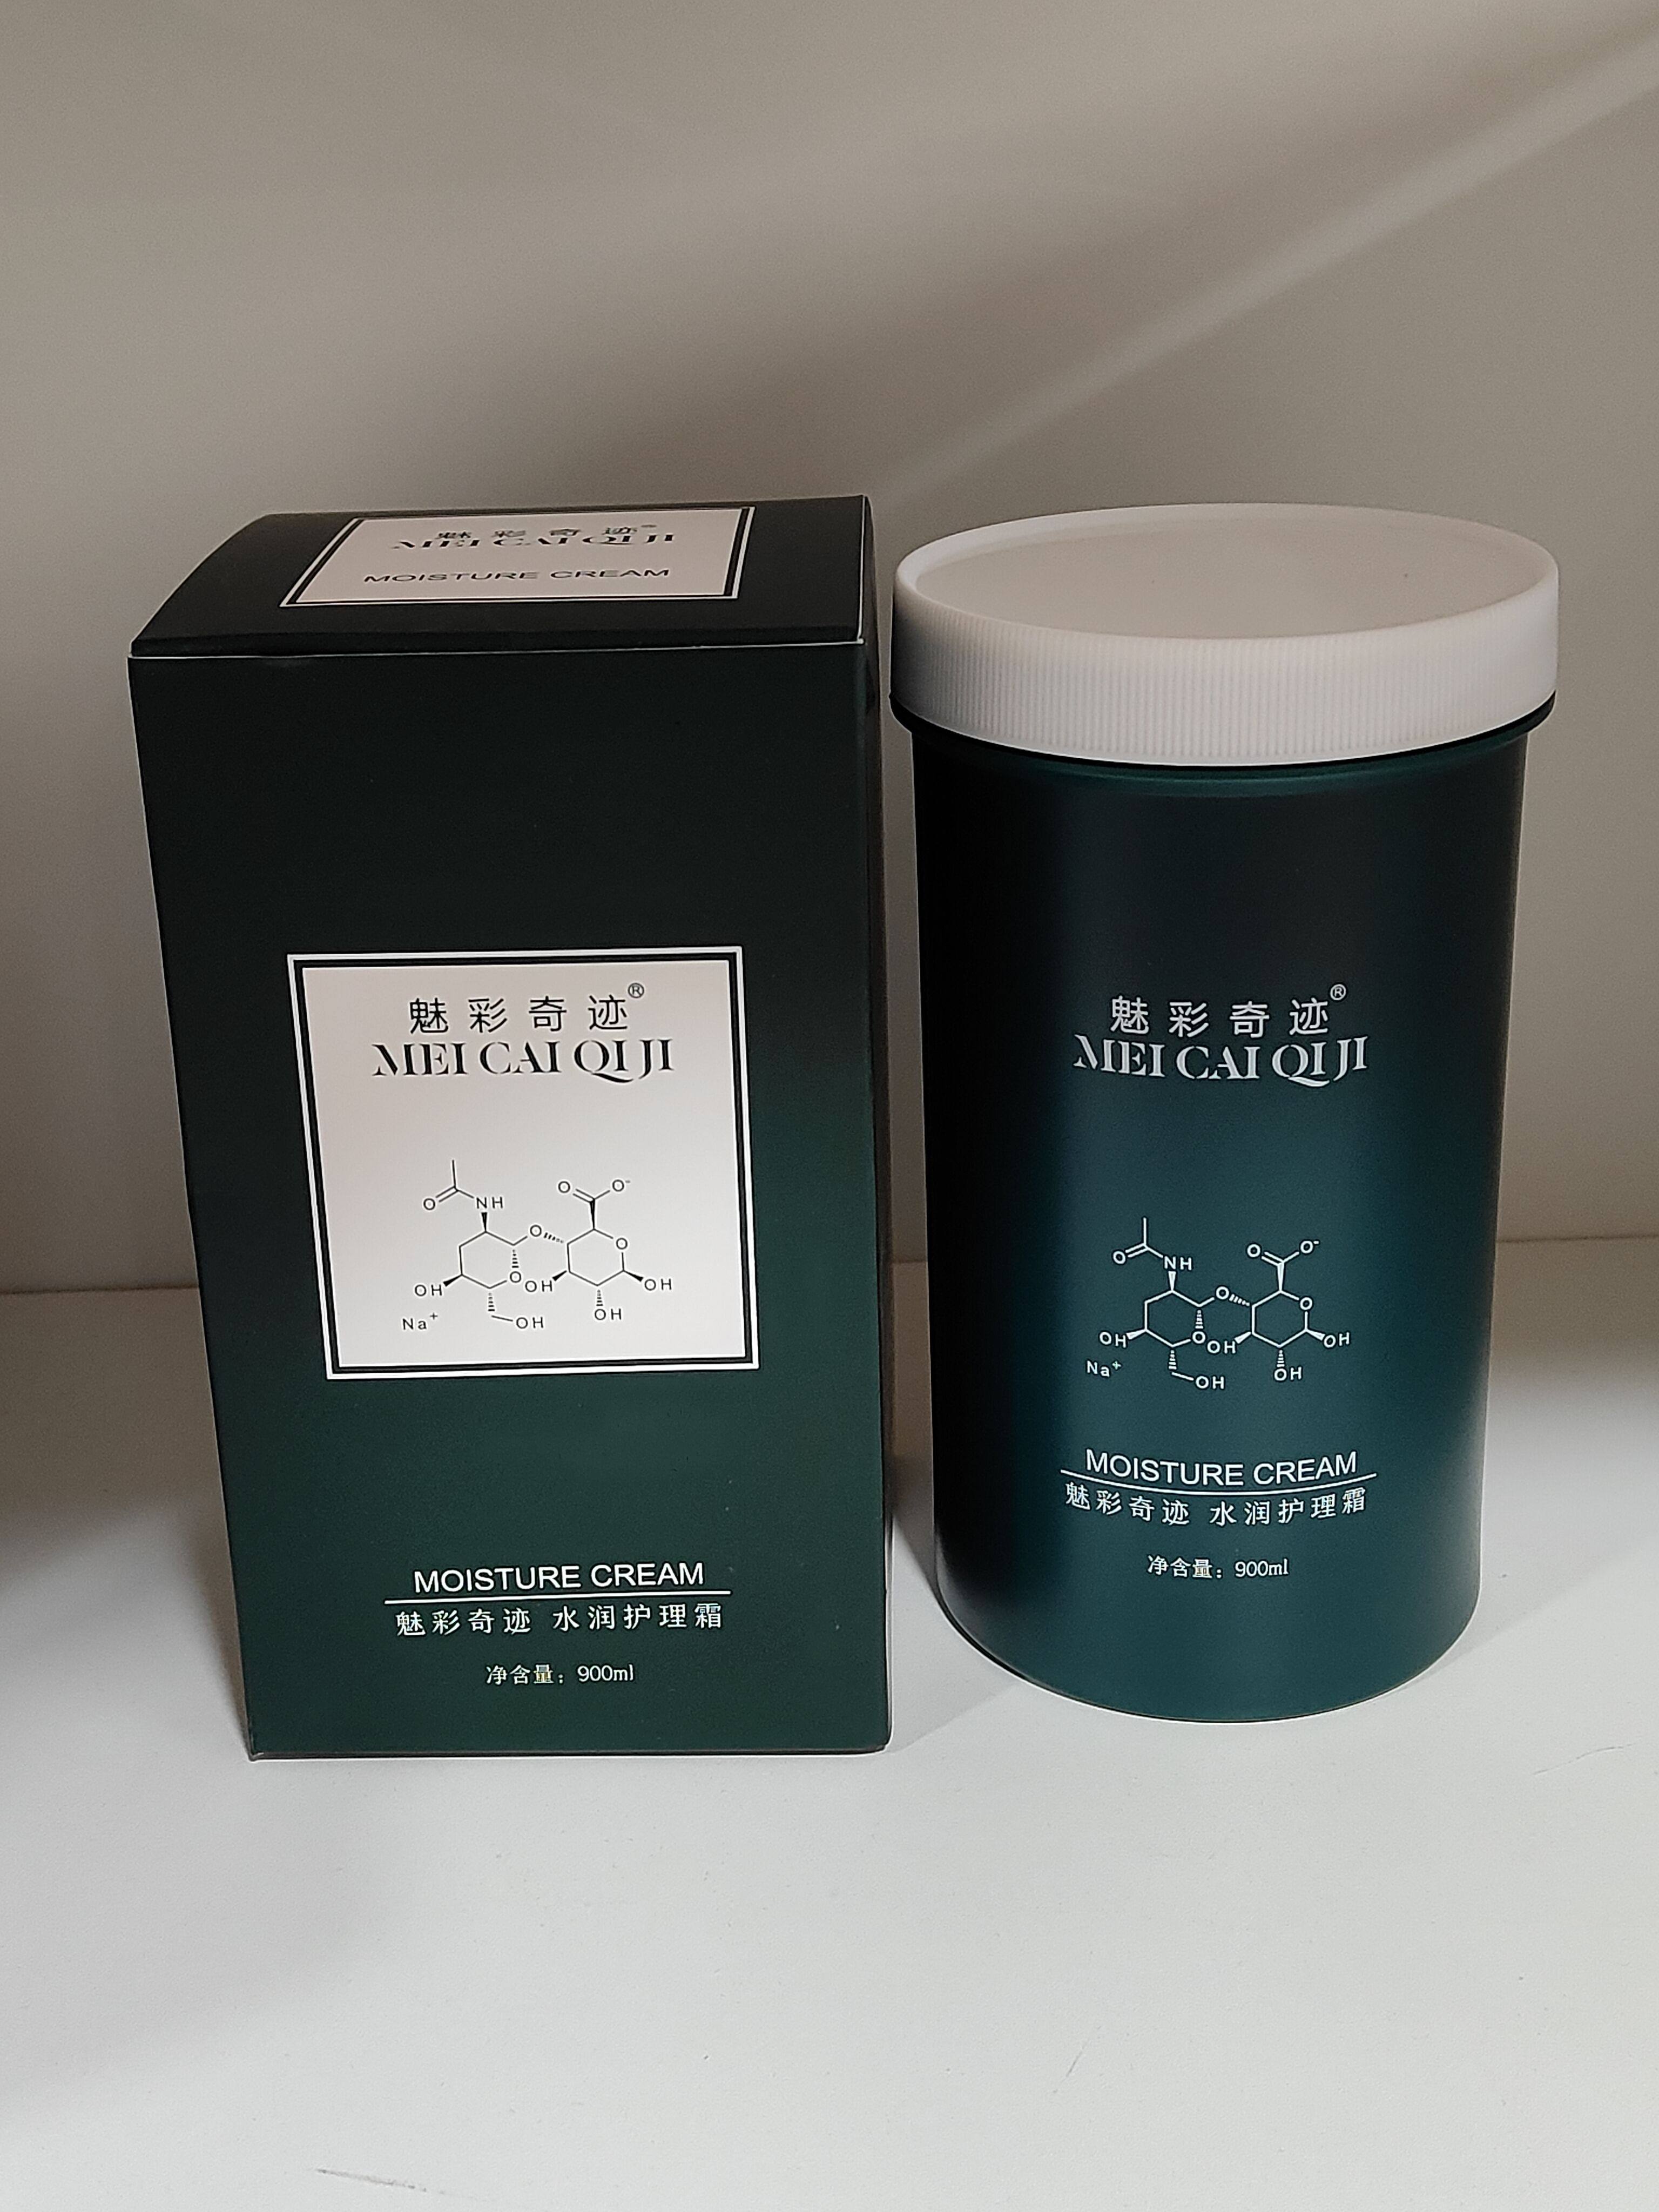 魅彩奇迹®
MEI CAI QI JI
MOISTURE CREAM
魅彩奇迹®
MEI CAI QI JI
O
NH
O
O⁻
O
O
OH
O
OH
OH
OH
Na⁺
OH
MOISTURE CREAM
魅彩奇迹 水润护理霜
净含量：900ml
魅彩奇迹®
MEI CAI QI JI
O
NH
O
O⁻
O
O
OH
O
OH
OH
OH
Na⁺
OH
MOISTURE CREAM
魅彩奇迹 水润护理霜
净含量：900ml